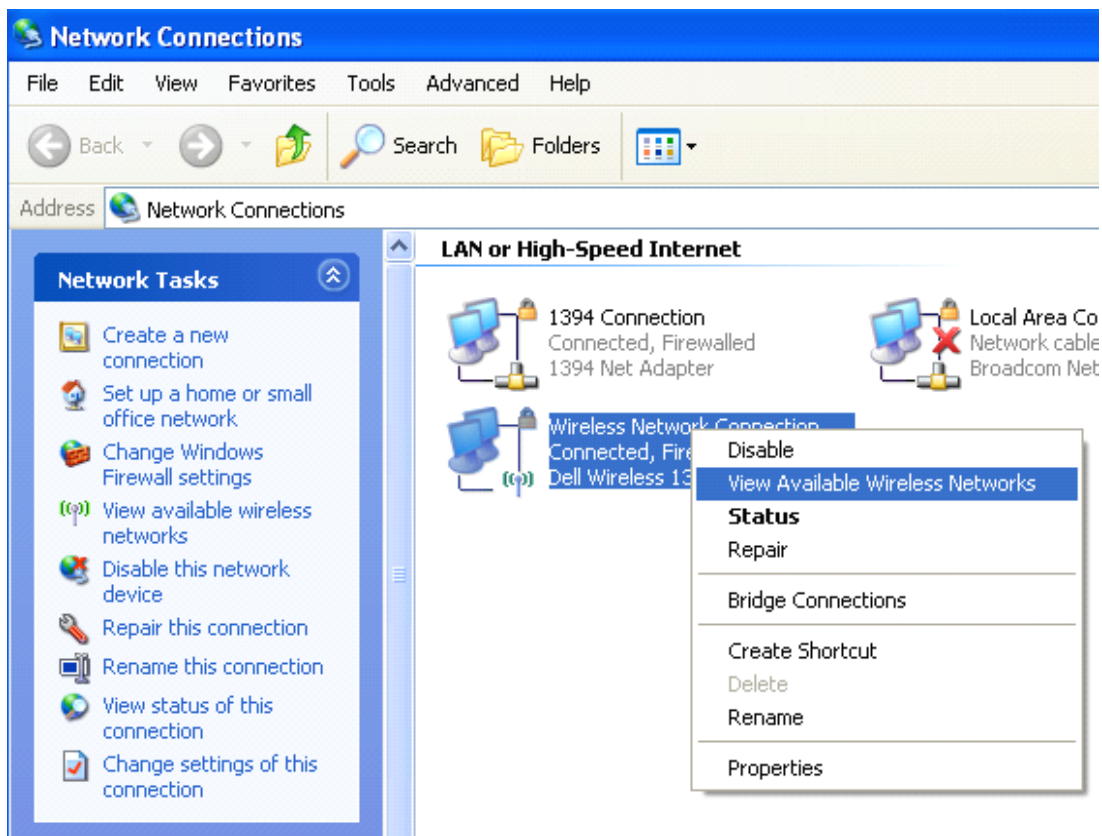 Network Connections
File Edit View Favorites Tools Advanced Help
Back Search Folders
Address Network Connections
Network Tasks
Create a new
connection
Set up a home or small
office network
Change Windows
Firewall settings
View available wireless
networks
Disable this network
device
Repair this connection
Rename this connection
View status of this
connection
Change settings of this
connection
LAN or High-Speed Internet
1394 Connection
Connected, Firewalled
1394 Net Adapter
Local Area Co
Network cable
Broadcom Net
Wireless Network Connection
Connected, Fire
Dell Wireless 13
Disable
View Available Wireless Networks
Status
Repair
Bridge Connections
Create Shortcut
Delete
Rename
Properties